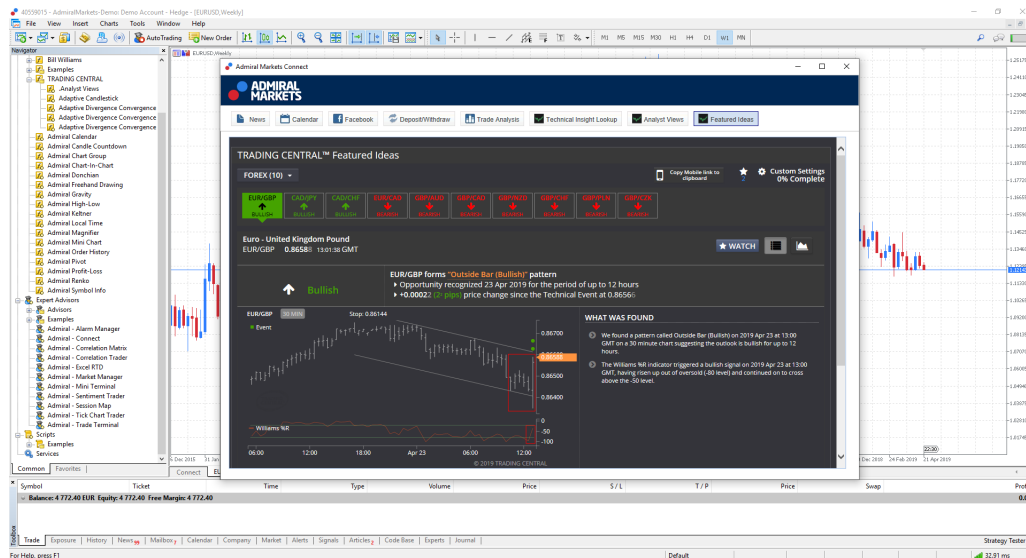 40559015 - AdmiralMarkets-Demo: Demo Account - Hedge - [EURUSD,Weekly]
File View Insert Charts Tools Window Help
AutoTrading New Order M1 M5 M15 M30 H1 H4 D1 W1 MN
Navigator
Bill Williams
Examples
TRADING CENTRAL
.Analyst Views
Adaptive Candlestick
Adaptive Divergence Convergence
Adaptive Divergence Convergence
Adaptive Divergence Convergence
Admiral Calendar
Admiral Candle Countdown
Admiral Chart Group
Admiral Chart-In-Chart
Admiral Donchian
Admiral Freehand Drawing
Admiral Gravity
Admiral High-Low
Admiral Keltner
Admiral Local Time
Admiral Magnifier
Admiral Mini Chart
Admiral Order History
Admiral Pivot
Admiral Profit-Loss
Admiral Renko
Admiral Symbol Info
Expert Advisors
Advisors
Examples
Admiral - Alarm Manager
Admiral - Connect
Admiral - Correlation Matrix
Admiral - Correlation Trader
Admiral - Excel RTD
Admiral - Market Manager
Admiral - Mini Terminal
Admiral - Sentiment Trader
Admiral - Session Map
Admiral - Tick Chart Trader
Admiral - Trade Terminal
Scripts
Examples
Services
Common Favorites
EURUSD,Weekly
Admiral Markets Connect
ADMIRAL
MARKETS
News Calendar Facebook Deposit/Withdraw Trade Analysis Technical Insight Lookup Analyst Views Featured Ideas
TRADING CENTRAL™ Featured Ideas
FOREX (10)
Copy Mobile link to
clipboard
Custom Settings
0% Complete
EUR/GBP CAD/JPY CAD/CHF EUR/CAD GBP/AUD GBP/CAD GBP/NZD GBP/CHF GBP/PLN GBP/CZK
BULLISH BULLISH BULLISH BEARISH BEARISH BEARISH BEARISH BEARISH BEARISH BEARISH
Euro - United Kingdom Pound
EUR/GBP 0.86588 13:01:38 GMT
WATCH
Bullish
EUR/GBP forms "Outside Bar (Bullish)" pattern
Opportunity recognized 23 Apr 2019 for the period of up to 12 hours
+0.00022 (2- pips) price change since the Technical Event at 0.86566
EUR/GBP 30 MIN Stop: 0.86144
Event
0.86700
0.86588
0.86500
0.86400
Williams %R
0
-50
-100
06:00 12:00 18:00 Apr 23 06:00 12:00
© 2019 TRADING CENTRAL
WHAT WAS FOUND
We found a pattern called Outside Bar (Bullish) on 2019 Apr 23 at 13:00
GMT on a 30 minute chart suggesting the outlook is bullish for up to 12
hours.
The Williams %R indicator triggered a bullish signal on 2019 Apr 23 at 13:00
GMT, having risen up out of oversold (-80 level) and continued on to cross
above the -50 level.
22:30
6 Dec 2015 Dec 2018 24 Feb 2019 21 Apr 2019
Connect
Symbol Ticket Time Type Volume Price S / L T / P Price Swap Prof
Balance: 4 772.40 EUR Equity: 4 772.40 Free Margin: 4 772.40
Toolbox
Trade Exposure History News 99 Mailbox 7 Calendar Company Market Alerts Signals Articles 2 Code Base Experts Journal
Strategy Tester
For Help, press F1
Default
32.91 ms